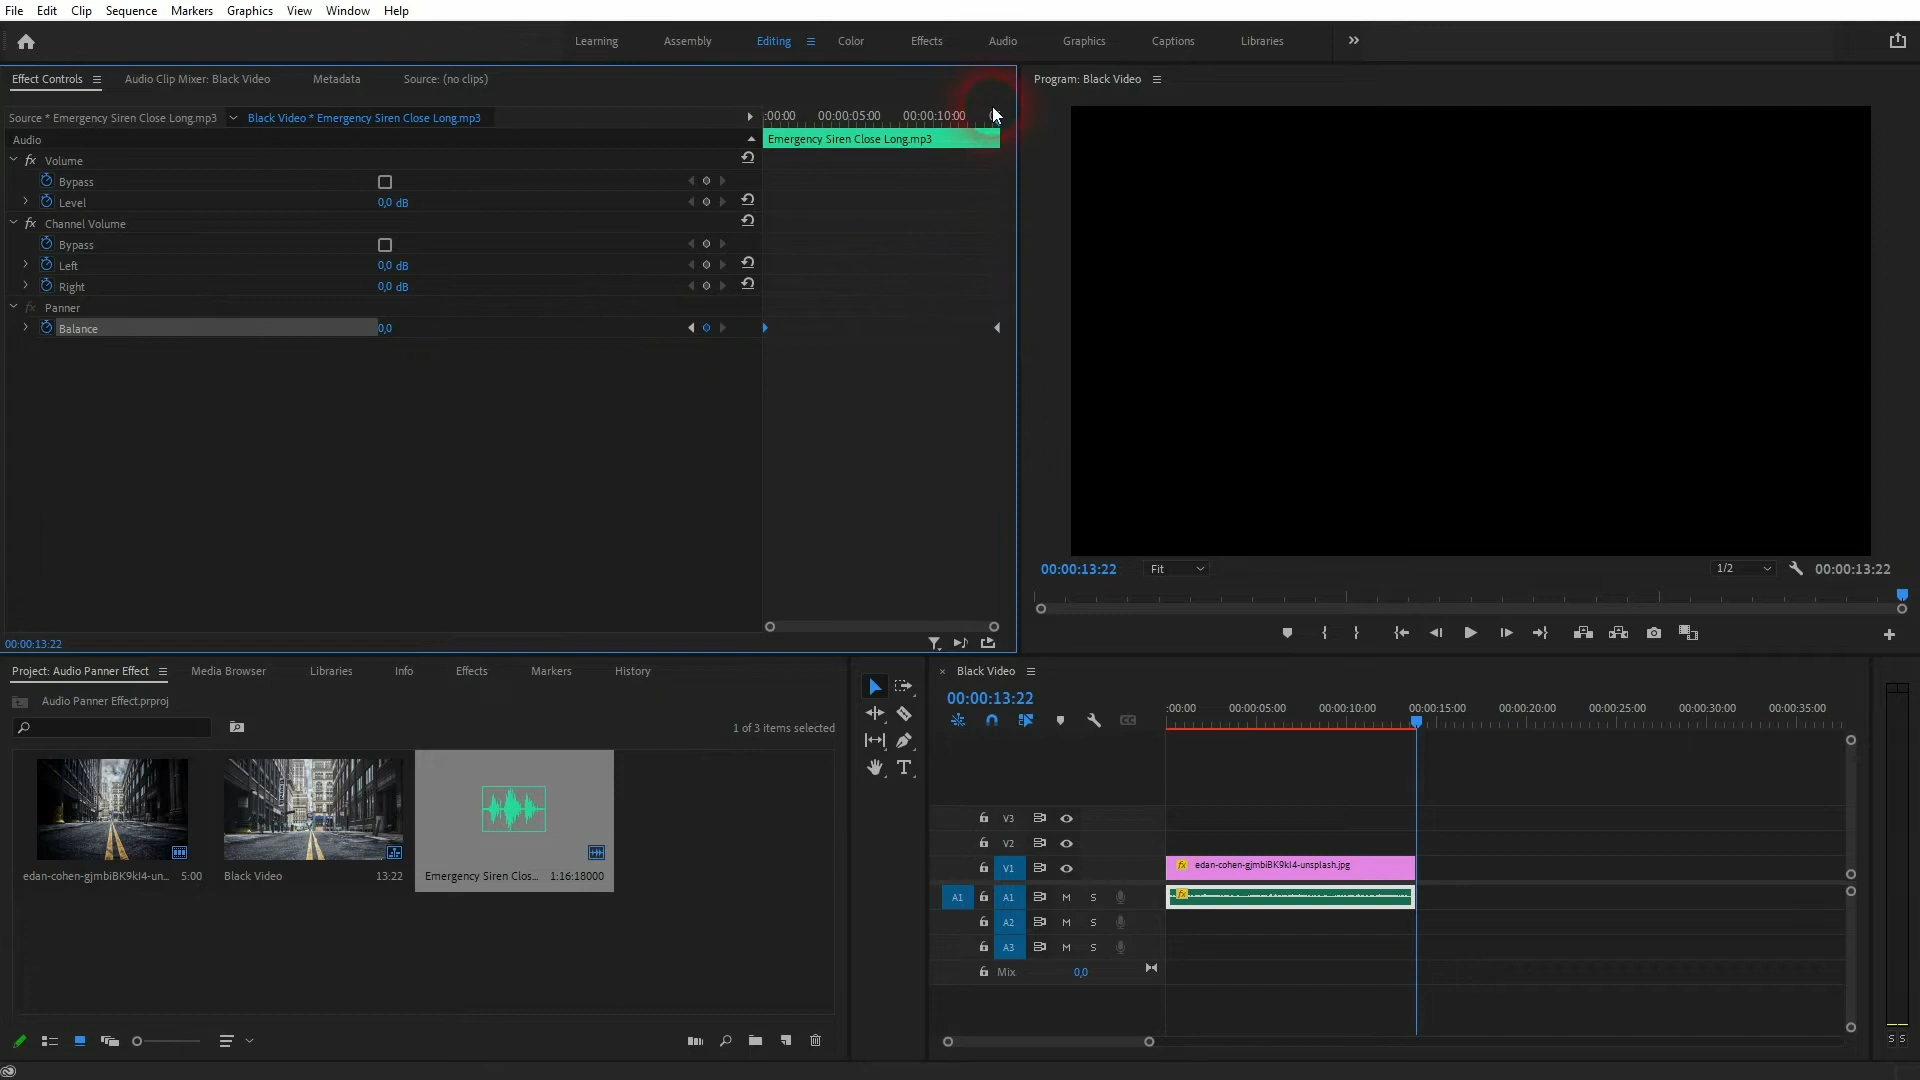 File Edit Clip Sequence Markers Graphics View Window Help
Learning Assembly Editing Color Effects Audio Graphics Captions Libraries
Effect Controls Audio Clip Mixer: Black Video Metadata Source: (no clips)
Program: Black Video
Source * Emergency Siren Close Long.mp3 Black Video * Emergency Siren Close Long.mp3
:00:00 00:00:05:00 00:00:10:00
Audio
Emergency Siren Close Long.mp3
fx Volume
Bypass
Level 0,0 dB
fx Channel Volume
Bypass
Left 0,0 dB
Right 0,0 dB
fx Panner
Balance 0,0
00:00:13:22 Fit 1/2 00:00:13:22
00:00:13:22
Project: Audio Panner Effect Media Browser Libraries Info Effects Markers History
Audio Panner Effect.prproj
1 of 3 items selected
edan-cohen-gjmbiBK9kI4-un... 5:00
Black Video 13:22
Emergency Siren Clos... 1:16:18000
× Black Video
00:00:13:22
:00:00 00:00:05:00 00:00:10:00 00:00:15:00 00:00:20:00 00:00:25:00 00:00:30:00 00:00:35:00
V3
V2
V1 fx edan-cohen-gjmbiBK9kI4-unsplash.jpg
A1 A1 M S fx
A2 M S
A3 M S
Mix 0,0
S S